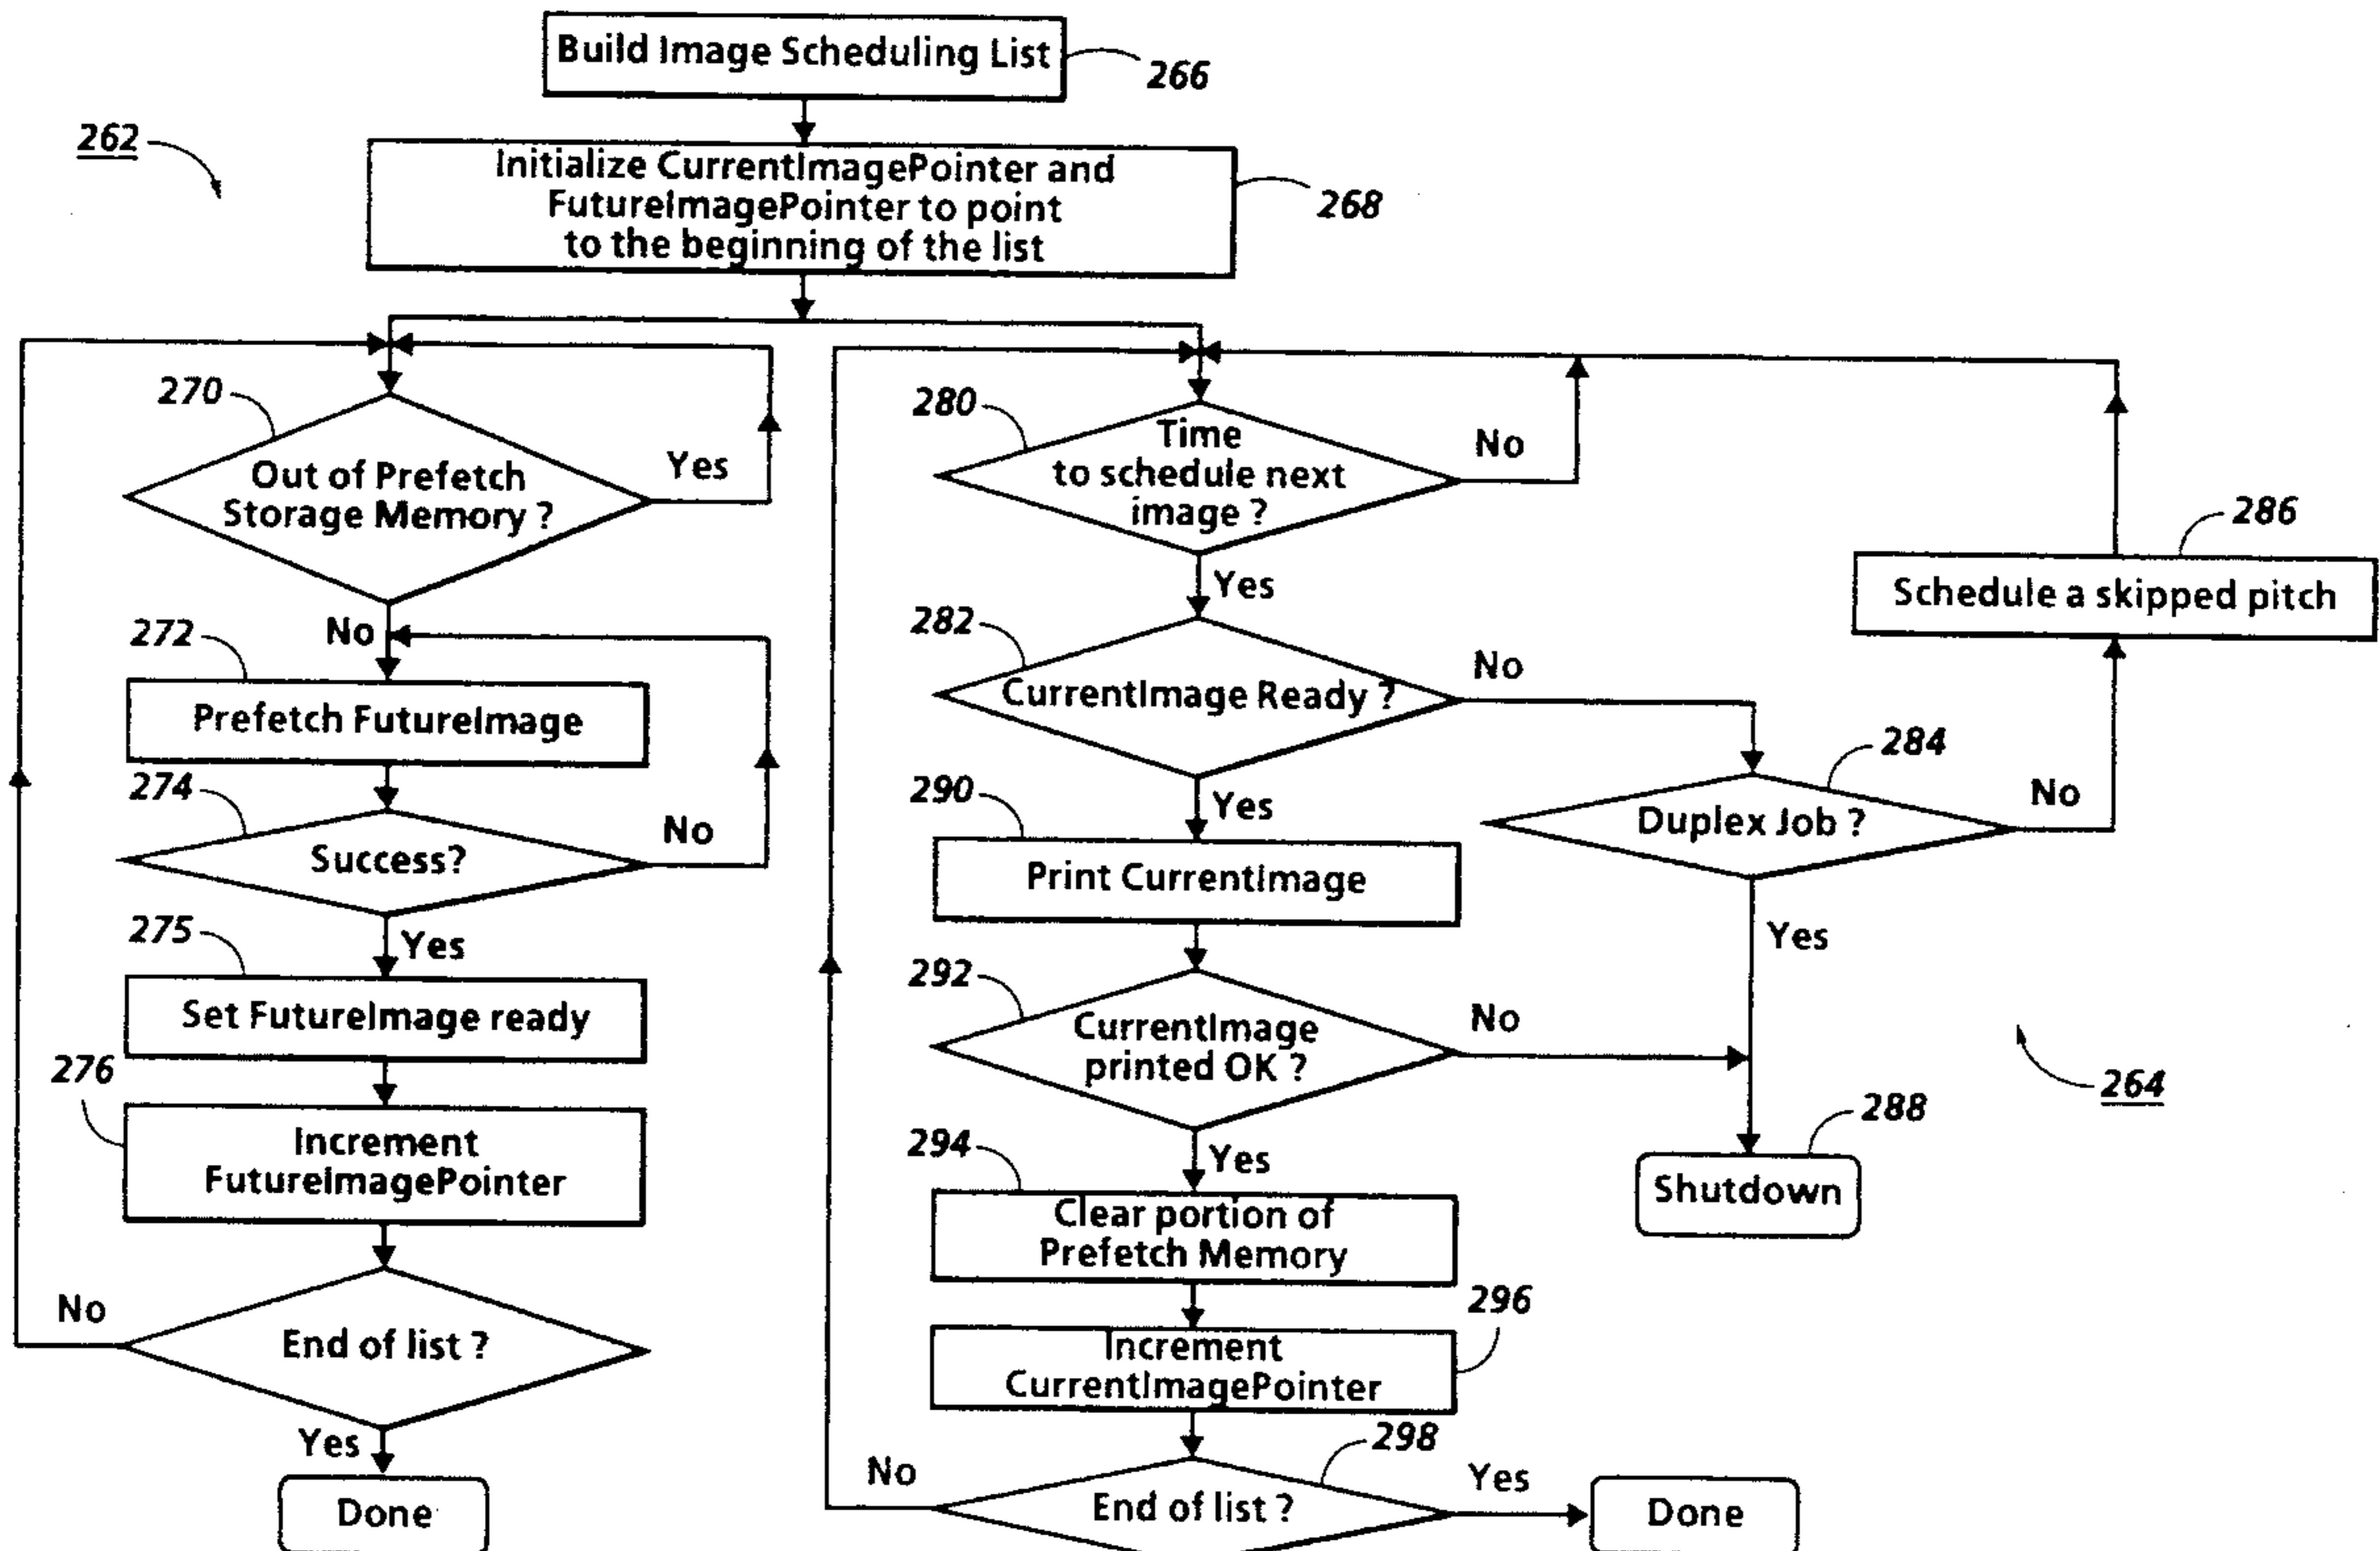 Build Image Scheduling List
266
262
Initialize CurrentImagePointer and
FutureImagePointer to point
to the beginning of the list
268
270
Out of Prefetch
Storage Memory ?
Yes
No
272
Prefetch FutureImage
274
Success?
No
Yes
275
Set FutureImage ready
276
Increment
FutureImagePointer
No
End of list ?
Yes
Done
280
Time
to schedule next
image ?
No
Yes
282
CurrentImage Ready ?
No
Yes
284
Duplex Job ?
No
Yes
286
Schedule a skipped pitch
290
Print CurrentImage
292
CurrentImage
printed OK ?
No
Yes
264
288
Shutdown
294
Clear portion of
Prefetch Memory
296
Increment
CurrentImagePointer
298
No
End of list ?
Yes
Done